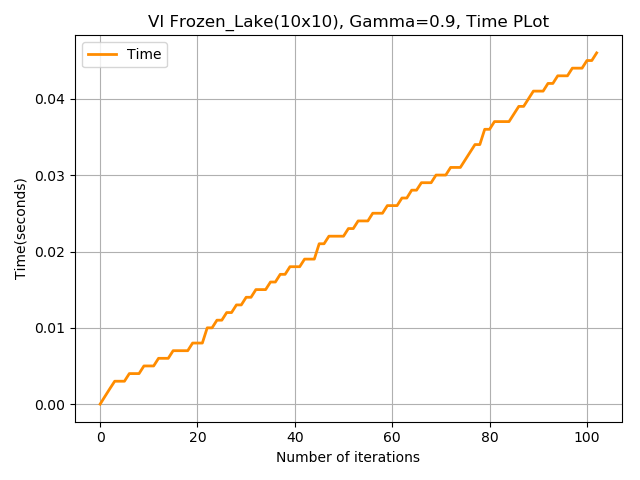 VI Frozen_Lake(10x10), Gamma=0.9, Time PLot
Time
0.04
0.03
0.02
0.01
0.00
Time(seconds)
0 20 40 60 80 100
Number of iterations